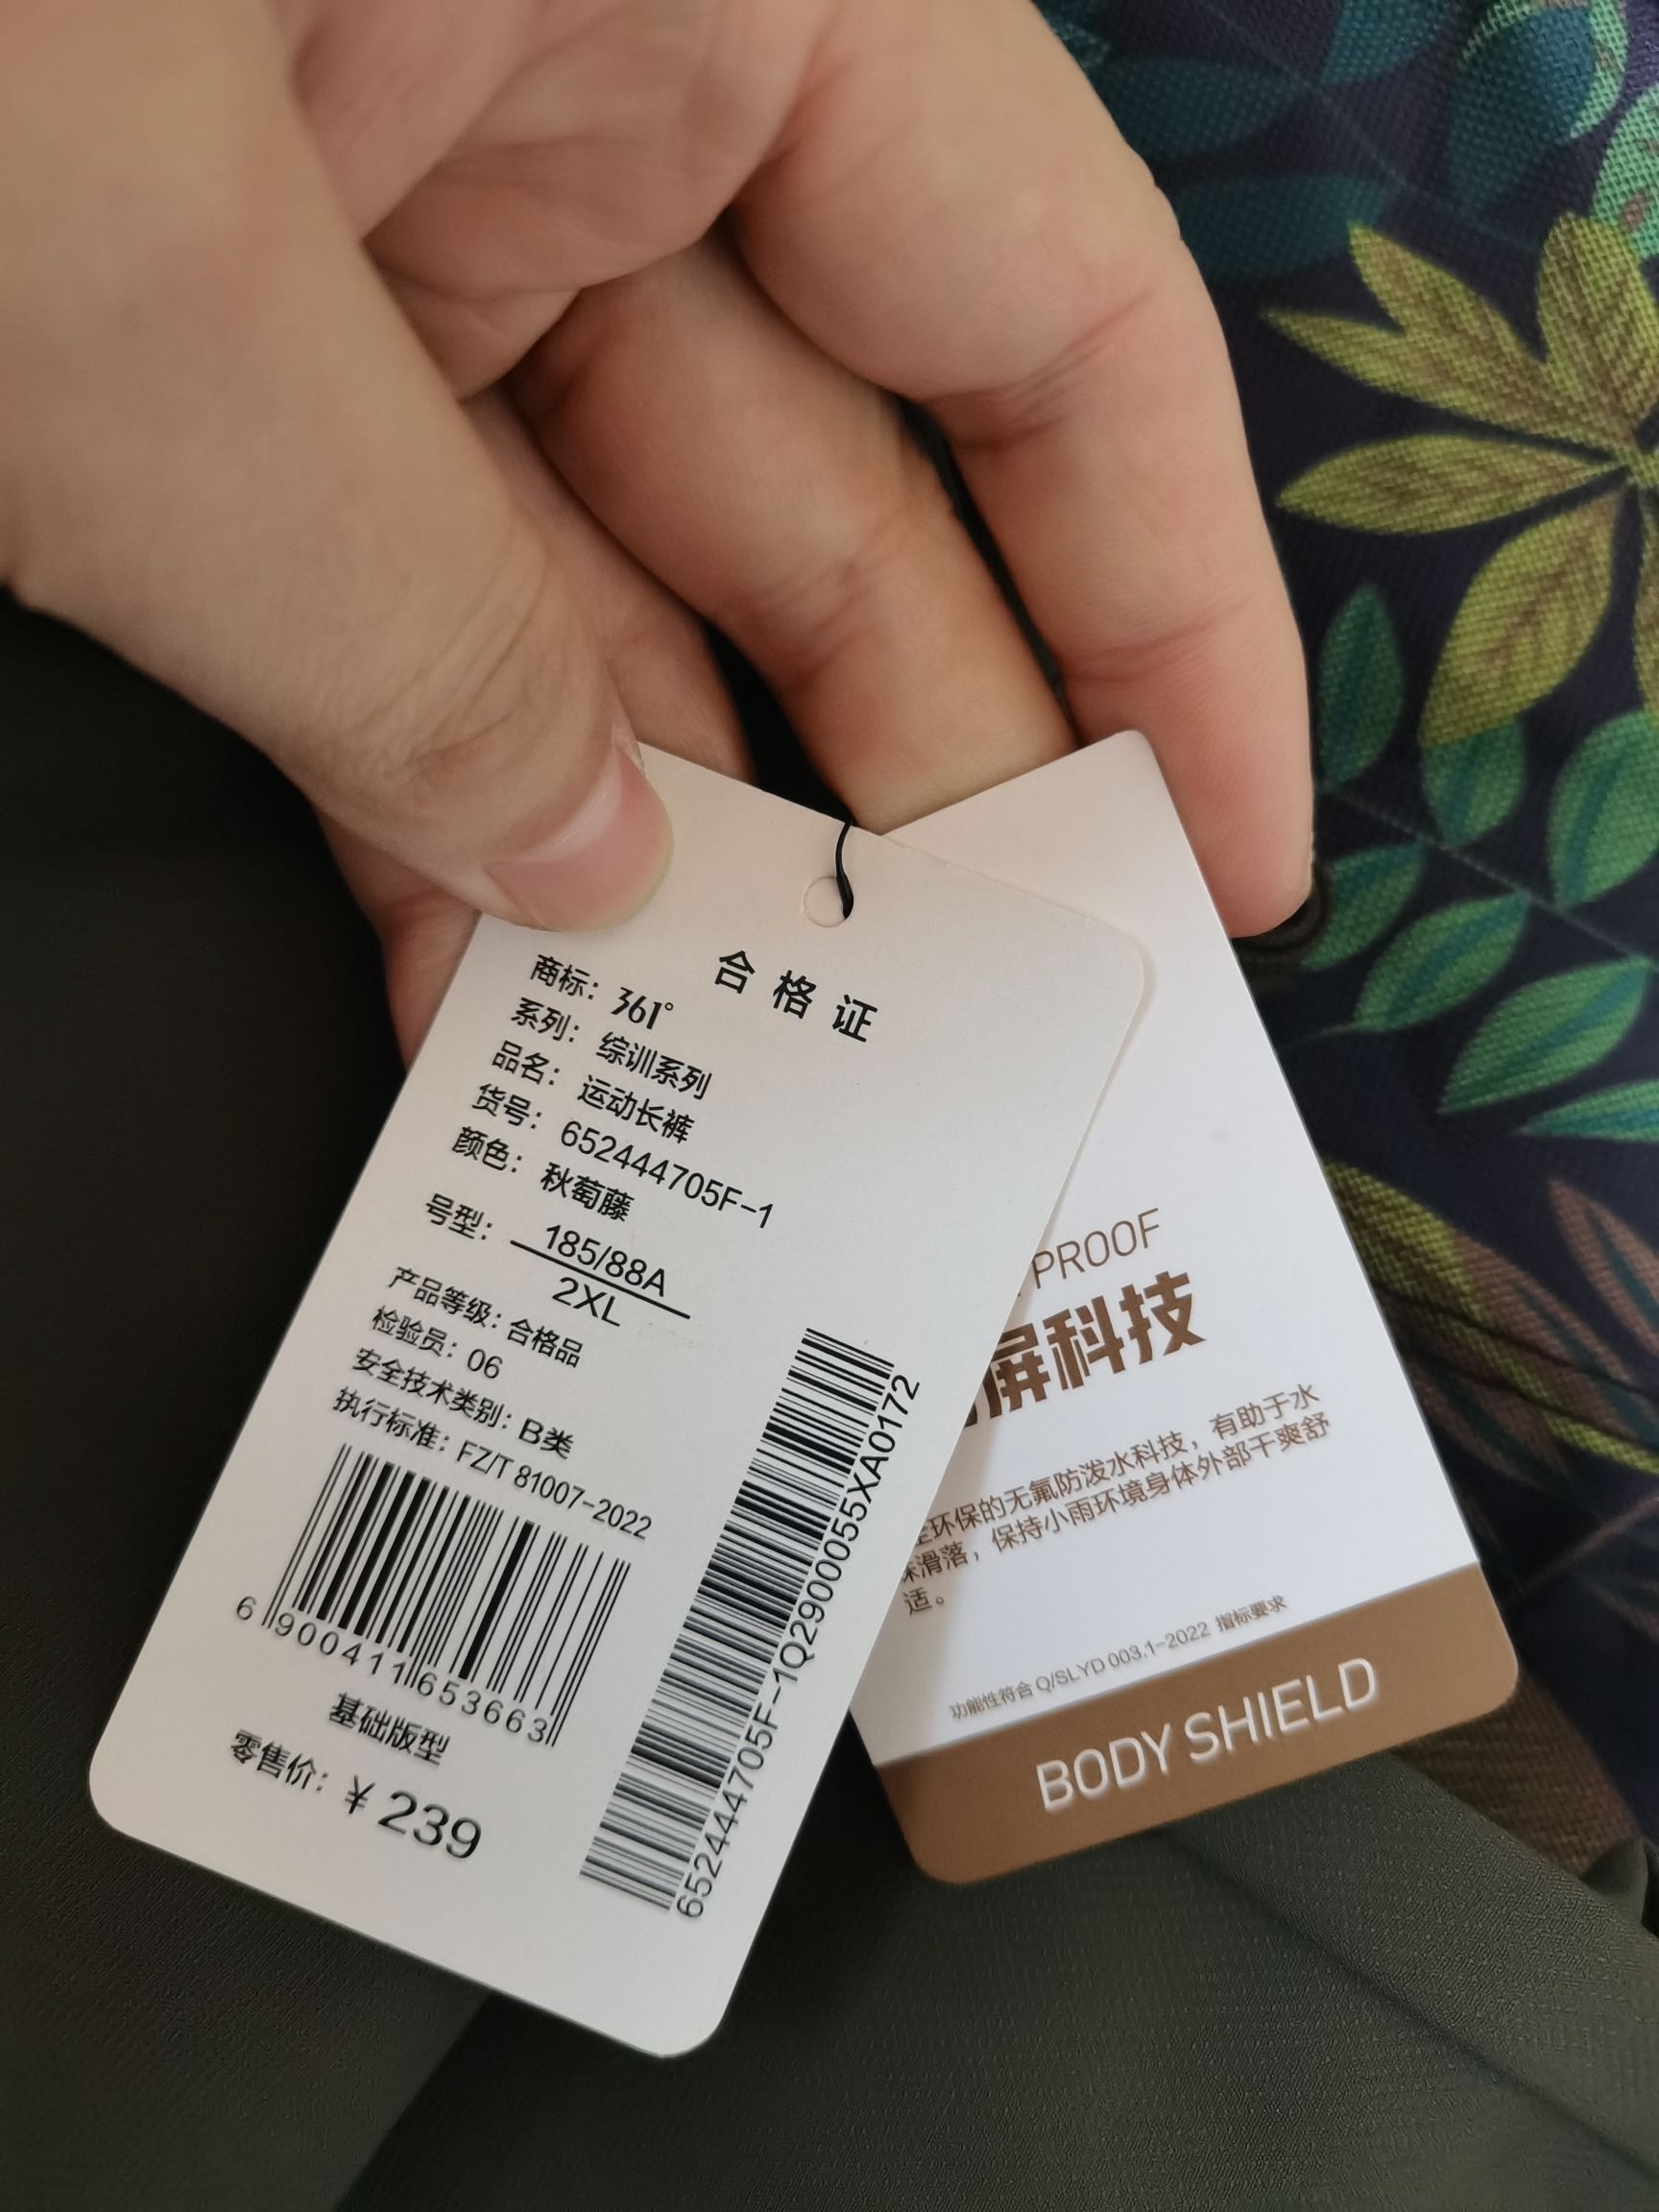 合格证
商标：361°
系列：综训系列
品名：运动长裤
货号：652444705F-1
颜色：秋萄藤
号型：185/88A
2XL
产品等级：合格品
检验员：06
安全技术类别：B类
执行标准：FZ/T 81007-2022
6 900411 653663
基础版型
零售价：¥ 239
652444705F-1Q290055XA0172
PROOF
屏科技
环保的无氟防泼水科技，有助于水
滑落，保持小雨环境身体外部干爽舒
适。
功能性符合 Q/SLYD 003.1-2022 指标要求
BODY SHIELD